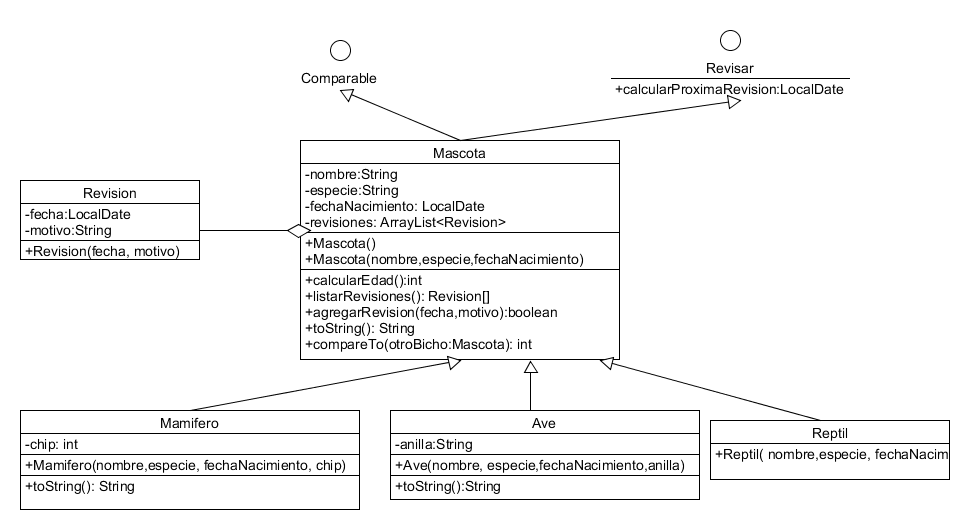 Comparable
Revisar
+calcularProximaRevision:LocalDate
Mascota
-nombre:String
-especie:String
-fechaNacimiento: LocalDate
-revisiones: ArrayList<Revision>
+Mascota()
+Mascota(nombre,especie,fechaNacimiento)
+calcularEdad():int
+listarRevisiones(): Revision[]
+agregarRevision(fecha,motivo):boolean
+toString(): String
+compareTo(otroBicho:Mascota): int
Revision
-fecha:LocalDate
-motivo:String
+Revision(fecha, motivo)
Mamifero
-chip: int
+Mamifero(nombre,especie, fechaNacimiento, chip)
+toString(): String
Ave
-anilla:String
+Ave(nombre, especie,fechaNacimiento,anilla)
+toString():String
Reptil
+Reptil( nombre,especie, fechaNacim